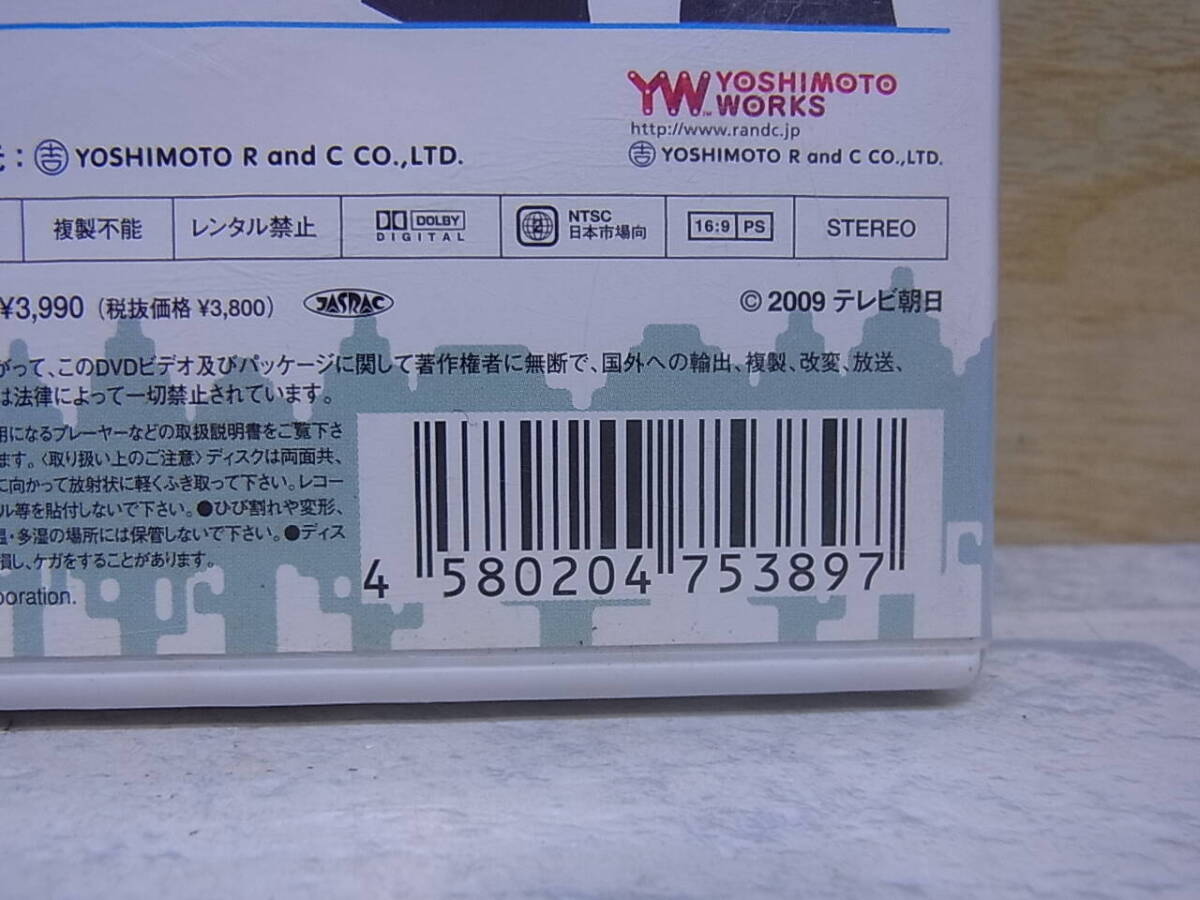 YW™ YOSHIMOTO WORKS
http://www.randc.jp
: 吉 YOSHIMOTO R and C CO.,LTD.
吉 YOSHIMOTO R and C CO.,LTD.
複製不能 レンタル禁止 DOLBY DIGITAL 2 NTSC 日本市場向 16:9 PS STEREO
¥3,990 (税抜価格 ¥3,800) JASRAC © 2009 テレビ朝日
がって、このDVDビデオ及びパッケージに関して著作権者に無断で、国外への輸出、複製、改変、放送、
は法律によって一切禁止されています。
用になるプレーヤーなどの取扱説明書をご覧下さ
ます。〈取り扱い上のご注意〉ディスクは両面共、
に向かって放射状に軽くふき取って下さい。レコー
ル等を貼付しないで下さい。●ひび割れや変形、
温・多湿の場所には保管しないで下さい。●ディス
損し、ケガをすることがあります。
poration.
4 580204 753897